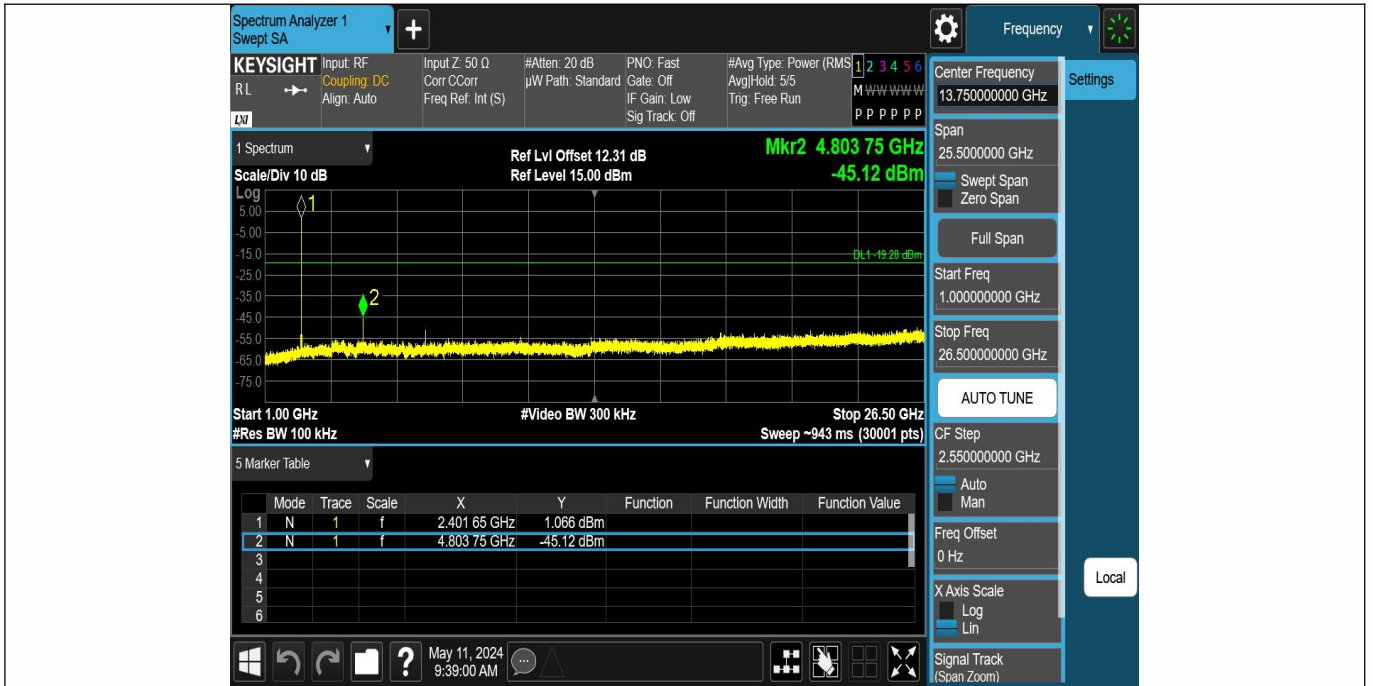 Spectrum Analyzer 1
Swept SA
+
Frequency
KEYSIGHT
RL
LXI
Input: RF
Coupling: DC
Align: Auto
Input Z: 50 Ω
Corr CCorr
Freq Ref: Int (S)
#Atten: 20 dB
µW Path: Standard
PNO: Fast
Gate: Off
IF Gain: Low
Sig Track: Off
#Avg Type: Power (RMS
Avg|Hold: 5/5
Trig: Free Run
1 2 3 4 5 6
M W W W W W
P P P P P P
1 Spectrum
Scale/Div 10 dB
Ref Lvl Offset 12.31 dB
Ref Level 15.00 dBm
Mkr2 4.803 75 GHz
-45.12 dBm
Log
5.00
-5.00
-15.0
-25.0
-35.0
-45.0
-55.0
-65.0
-75.0
1
2
DL1 -19.28 dBm
Start 1.00 GHz
#Video BW 300 kHz
Stop 26.50 GHz
#Res BW 100 kHz
Sweep ~943 ms (30001 pts)
5 Marker Table
Mode Trace Scale X Y Function Function Width Function Value
1 N 1 f 2.401 65 GHz 1.066 dBm
2 N 1 f 4.803 75 GHz -45.12 dBm
3
4
5
6
?
May 11, 2024
9:39:00 AM
Center Frequency
13.750000000 GHz
Settings
Span
25.5000000 GHz
Swept Span
Zero Span
Full Span
Start Freq
1.000000000 GHz
Stop Freq
26.500000000 GHz
AUTO TUNE
CF Step
2.550000000 GHz
Auto
Man
Freq Offset
0 Hz
Local
X Axis Scale
Log
Lin
Signal Track
(Span Zoom)